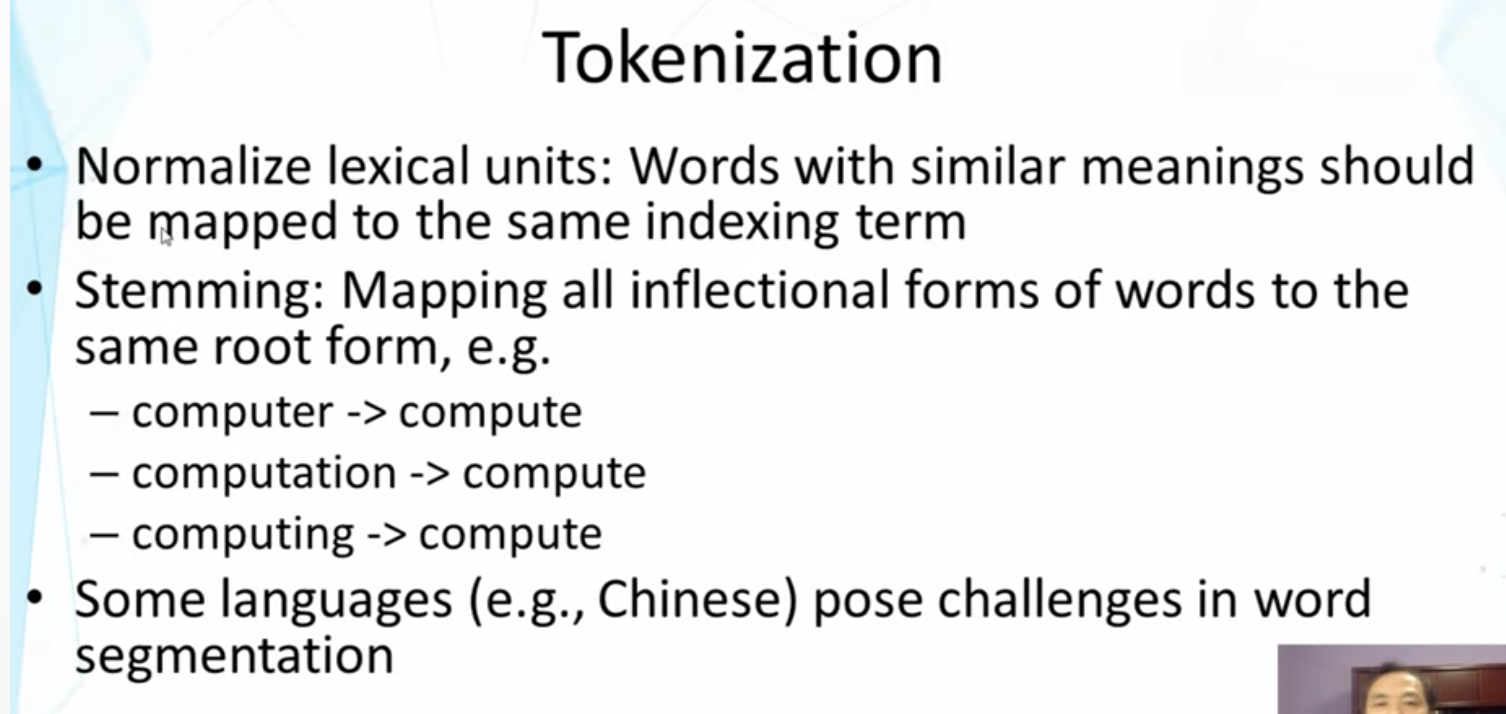 Tokenization
• Normalize lexical units: Words with similar meanings should
be mapped to the same indexing term
• Stemming: Mapping all inflectional forms of words to the
same root form, e.g.
– computer -> compute
– computation -> compute
– computing -> compute
• Some languages (e.g., Chinese) pose challenges in word
segmentation